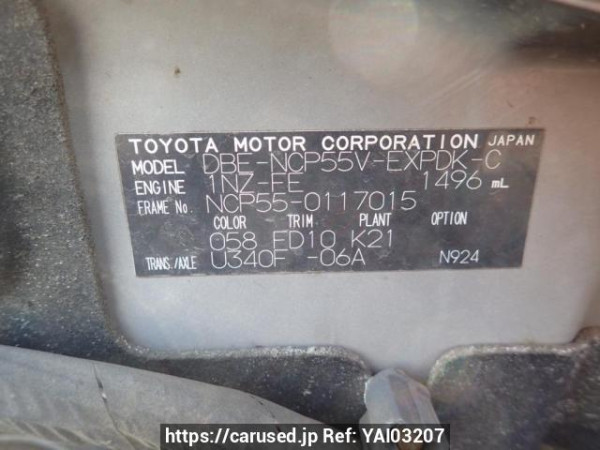 TOYOTA MOTOR CORPORATION JAPAN
MODEL DBE-NCP55V-EXPDK-C
ENGINE 1NZ-FE 1496 mL
FRAME No. NCP55-0117015
COLOR TRIM PLANT OPTION
058 ED10 K21
TRANS./AXLE U340F -06A N924
https://carused.jp Ref: YAI03207